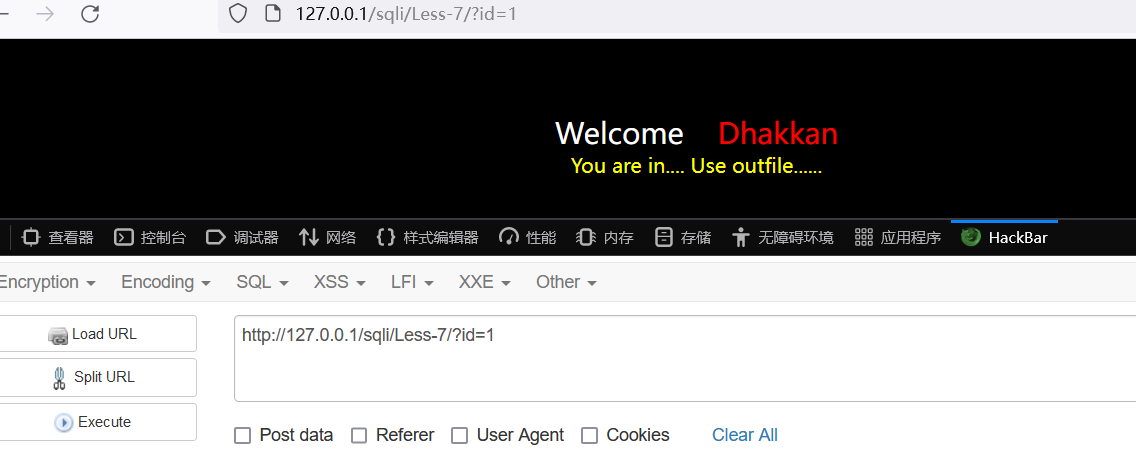 127.0.0.1/sqli/Less-7/?id=1
Welcome Dhakkan
You are in.... Use outfile......
查看器 控制台 调试器 网络 样式编辑器 性能 内存 存储 无障碍环境 应用程序 HackBar
Encryption Encoding SQL XSS LFI XXE Other
Load URL
http://127.0.0.1/sqli/Less-7/?id=1
Split URL
Execute
Post data Referer User Agent Cookies Clear All